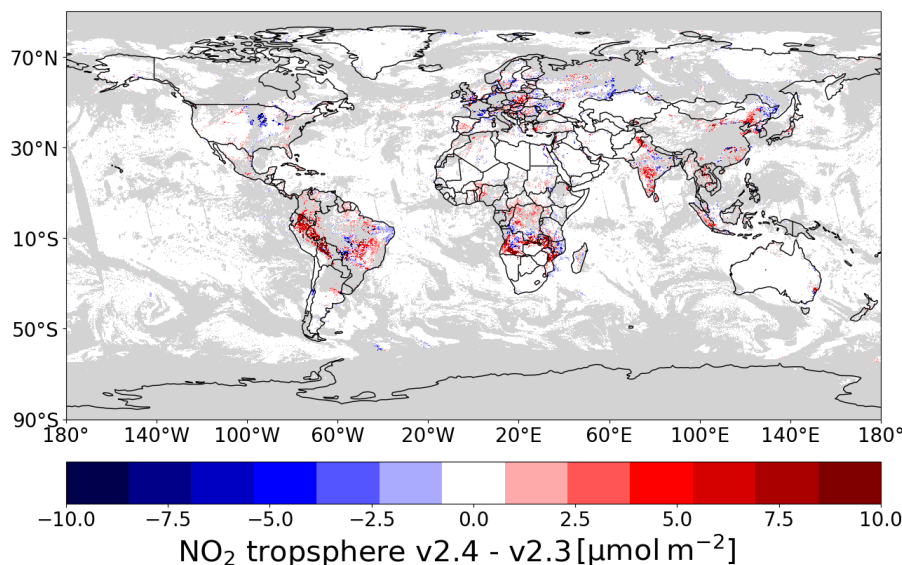 70°N
30°N
10°S
50°S
90°S
180° 140°W 100°W 60°W 20°W 20°E 60°E 100°E 140°E 180°
−10.0 −7.5 −5.0 −2.5 0.0 2.5 5.0 7.5 10.0
NO₂ tropsphere v2.4 - v2.3 [μmol m⁻²]